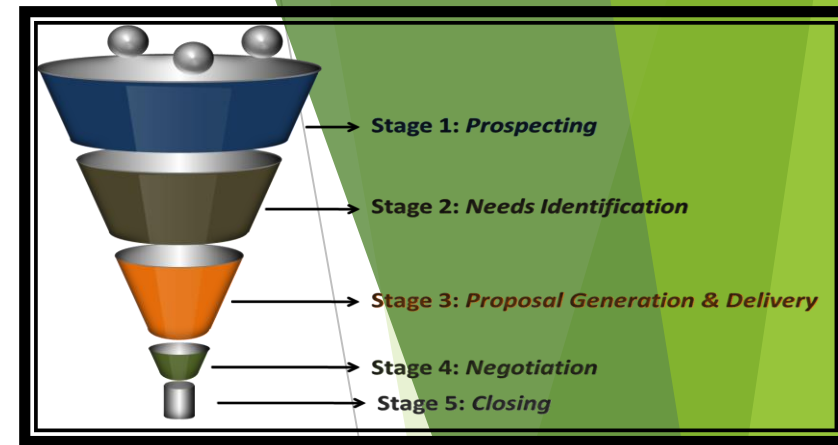 Stage 1: Prospecting
Stage 2: Needs Identification
Stage 3: Proposal Generation & Delivery
Stage 4: Negotiation
Stage 5: Closing